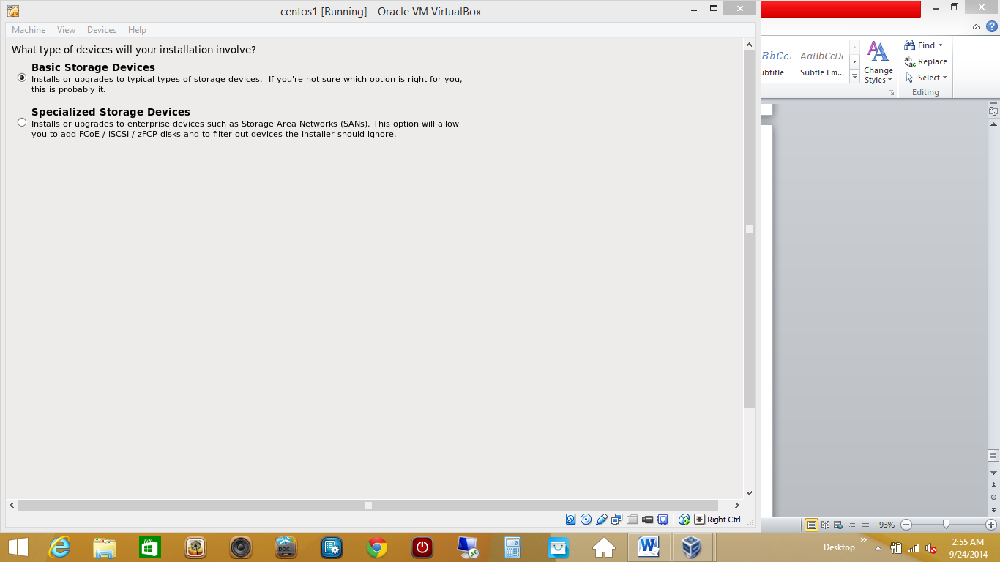 centos1 [Running] - Oracle VM VirtualBox
Machine View Devices Help
What type of devices will your installation involve?
Basic Storage Devices
Installs or upgrades to typical types of storage devices.  If you're not sure which option is right for you,
this is probably it.
Specialized Storage Devices
Installs or upgrades to enterprise devices such as Storage Area Networks (SANs). This option will allow
you to add FCoE / iSCSI / zFCP disks and to filter out devices the installer should ignore.
Right Ctrl
AaBbCcDc
ubtitle
Subtle Em...
Change
Styles
Find
Replace
Select
Editing
93%
DOC
Desktop
2:55 AM
9/24/2014